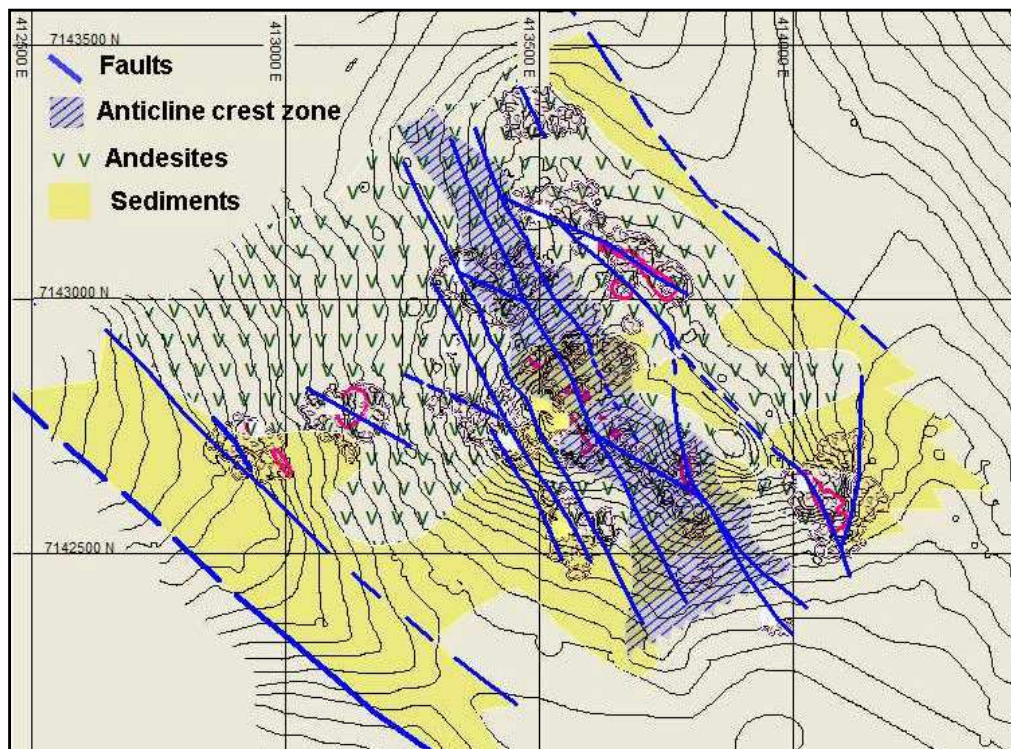 412500 E
413000 E
413500 E
414000 E
7143500 N
Faults
Anticline crest zone
v v Andesites
Sediments
7143000 N
7142500 N